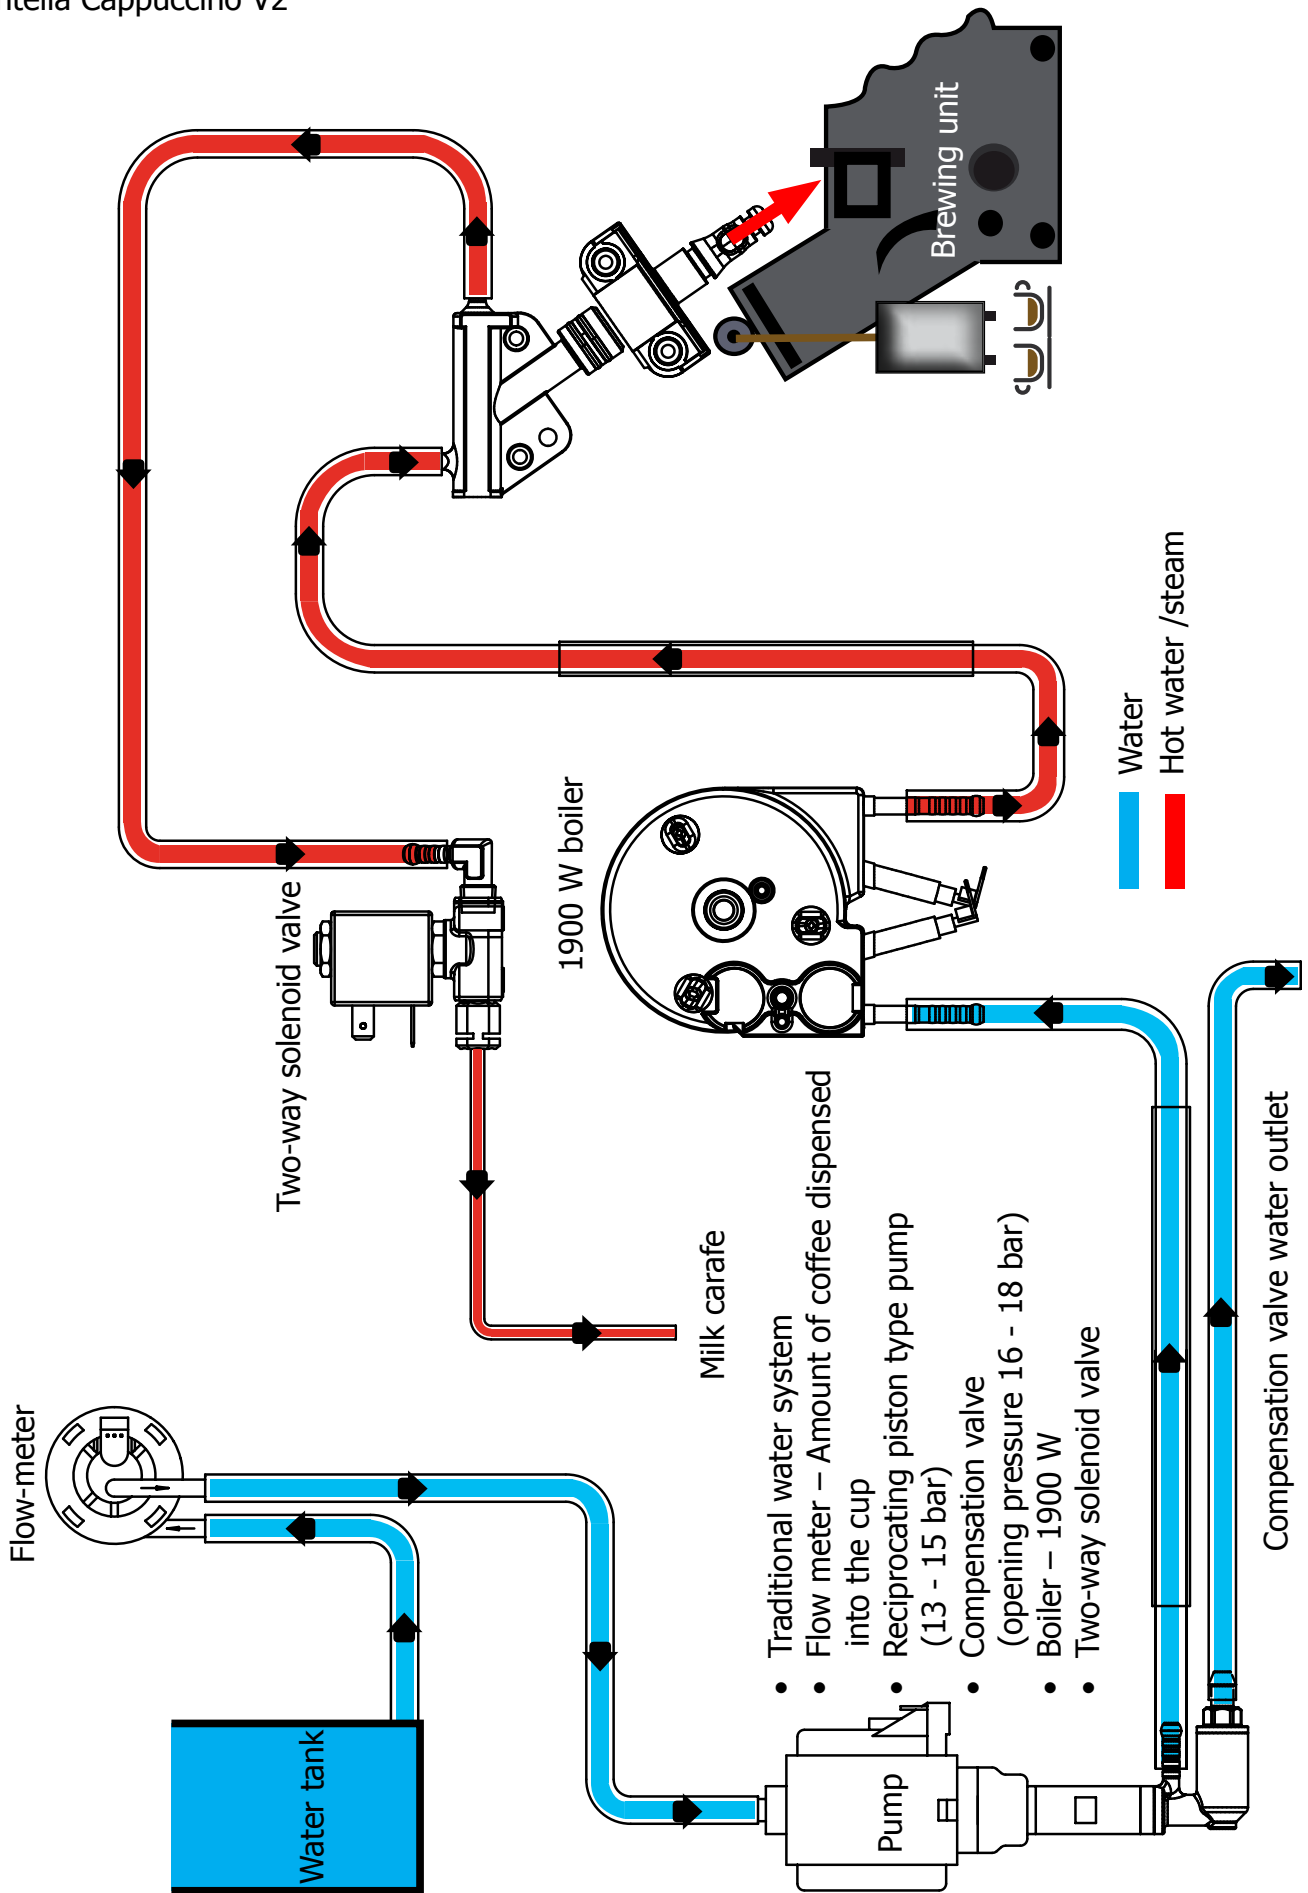 Cappuccino V2
Flow-meter
Water tank
Two-way solenoid valve
Milk carafe
1900 W boiler
Brewing unit
Pump
• Traditional water system
• Flow meter – Amount of coffee dispensed
into the cup
• Reciprocating piston type pump
(13 - 15 bar)
• Compensation valve
(opening pressure 16 - 18 bar)
• Boiler – 1900 W
• Two-way solenoid valve
Water
Hot water /steam
Compensation valve water outlet